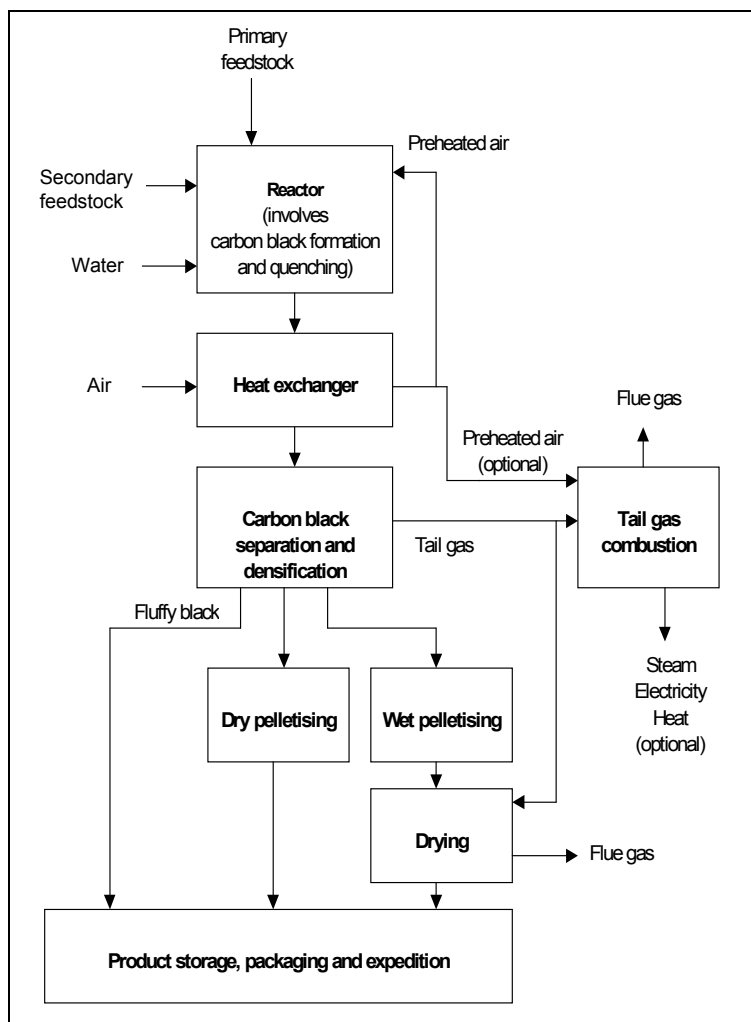 Primary
feedstock
Preheated air
Secondary
feedstock
Reactor
(involves
carbon black formation
and quenching)
Water
Air
Heat exchanger
Flue gas
Preheated air
(optional)
Carbon black
separation and
densification
Tail gas
Tail gas
combustion
Fluffy black
Steam
Electricity
Heat
(optional)
Dry pelletising
Wet pelletising
Drying
Flue gas
Product storage, packaging and expedition